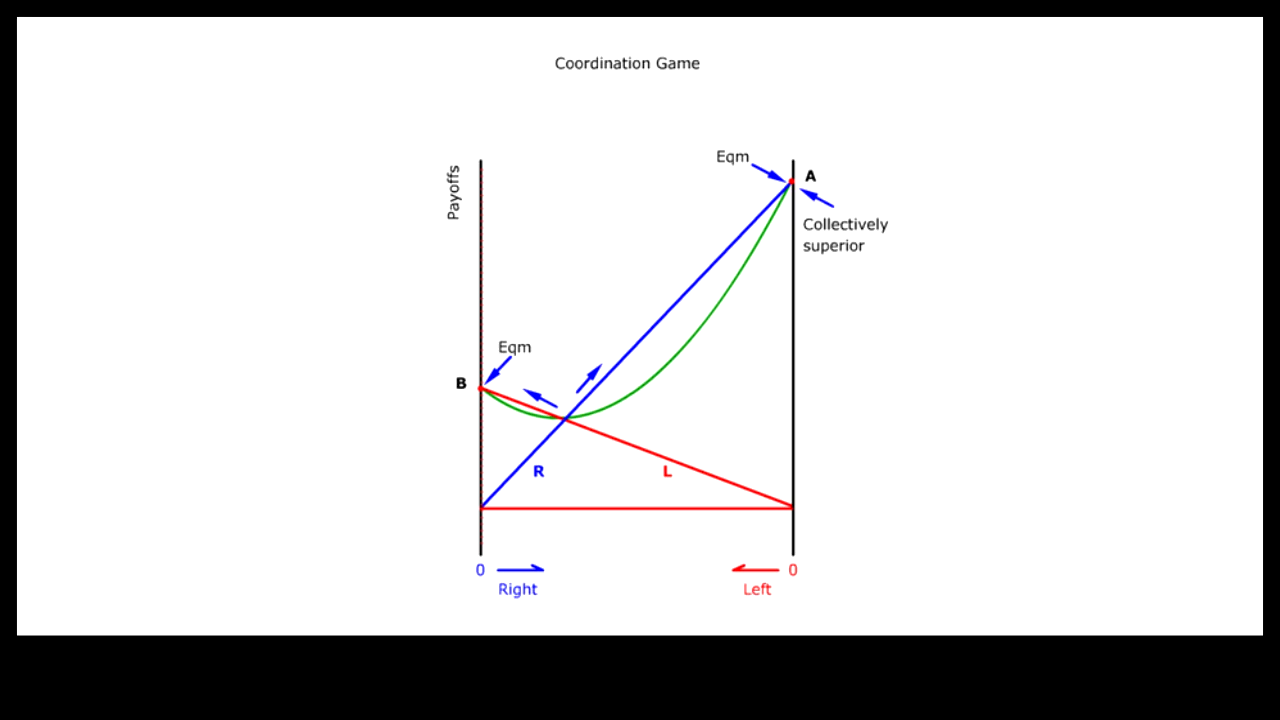 Coordination Game
Payoffs
Eqm
A
Collectively
superior
Eqm
B
R
L
0
0
Right
Left